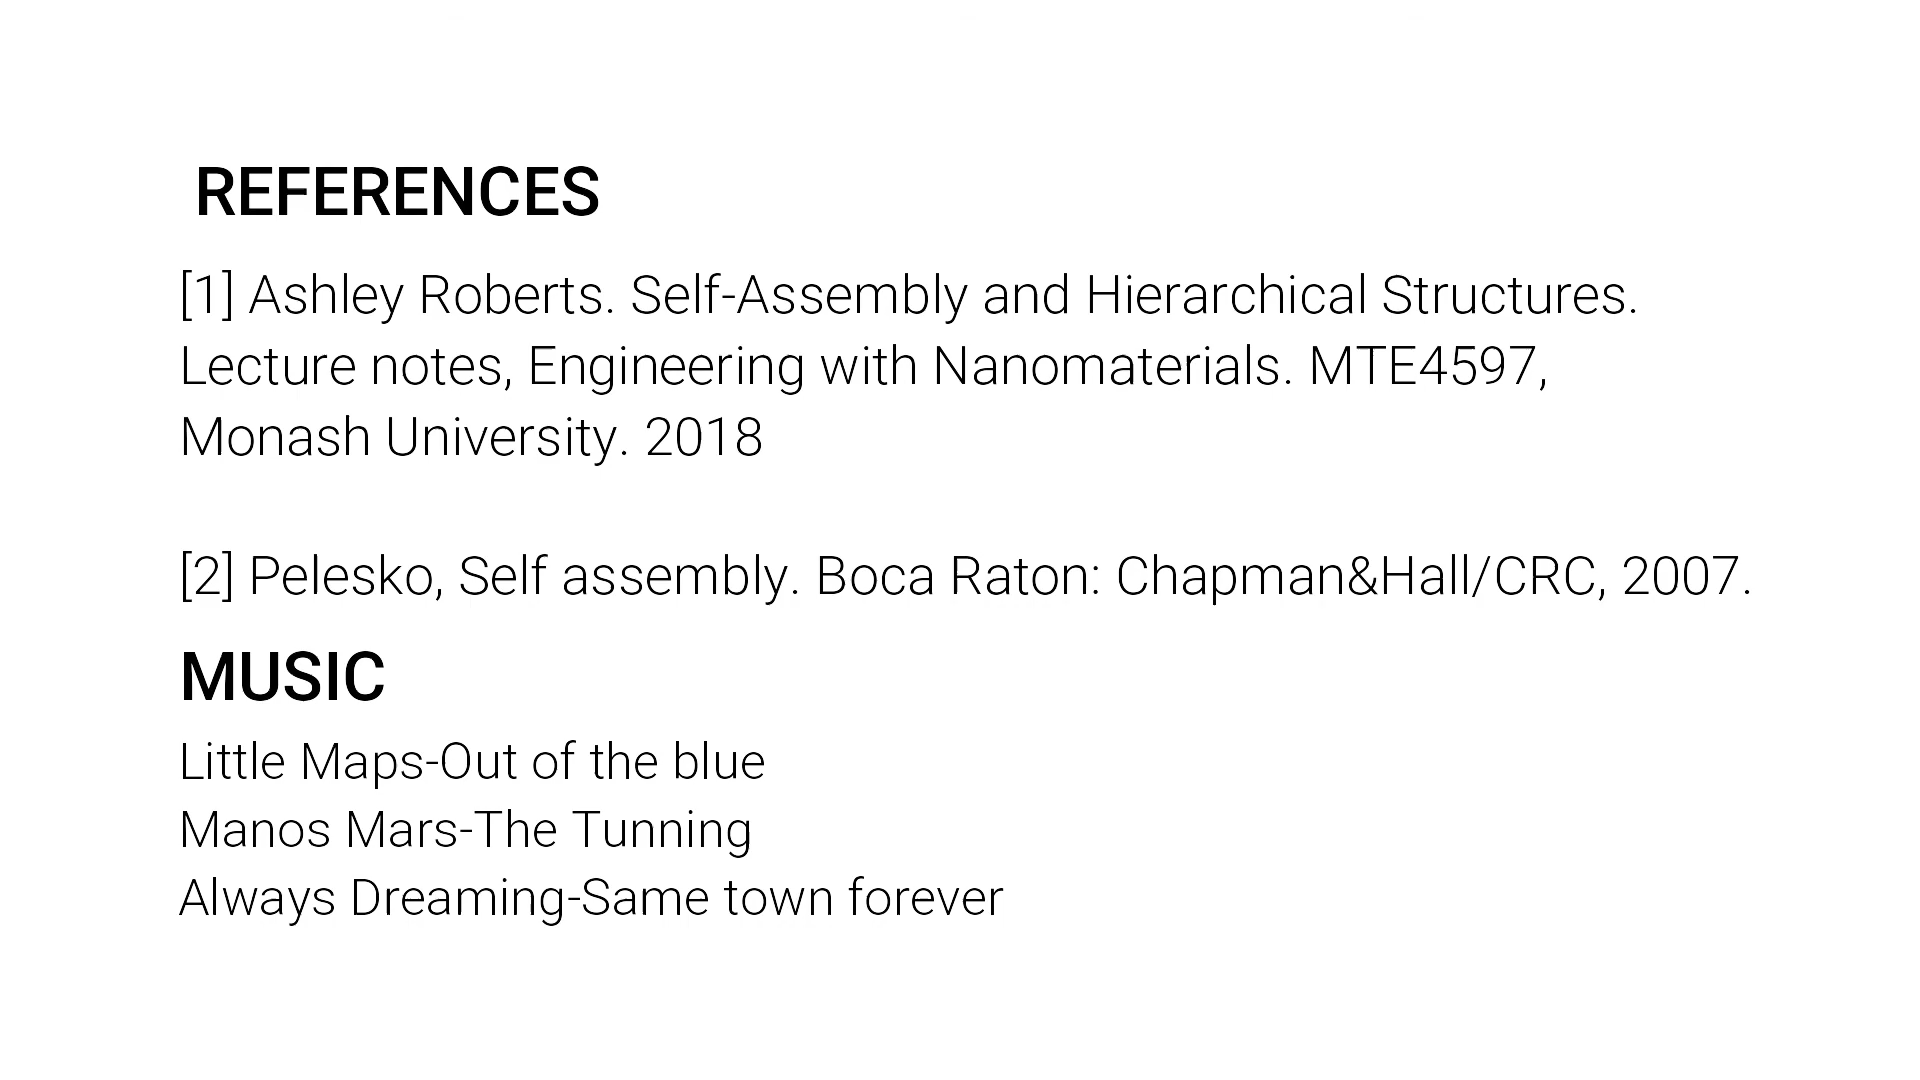 REFERENCES
[1] Ashley Roberts. Self-Assembly and Hierarchical Structures.
Lecture notes, Engineering with Nanomaterials. MTE4597,
Monash University. 2018
[2] Pelesko, Self assembly. Boca Raton: Chapman&Hall/CRC, 2007.
MUSIC
Little Maps-Out of the blue
Manos Mars-The Tunning
Always Dreaming-Same town forever